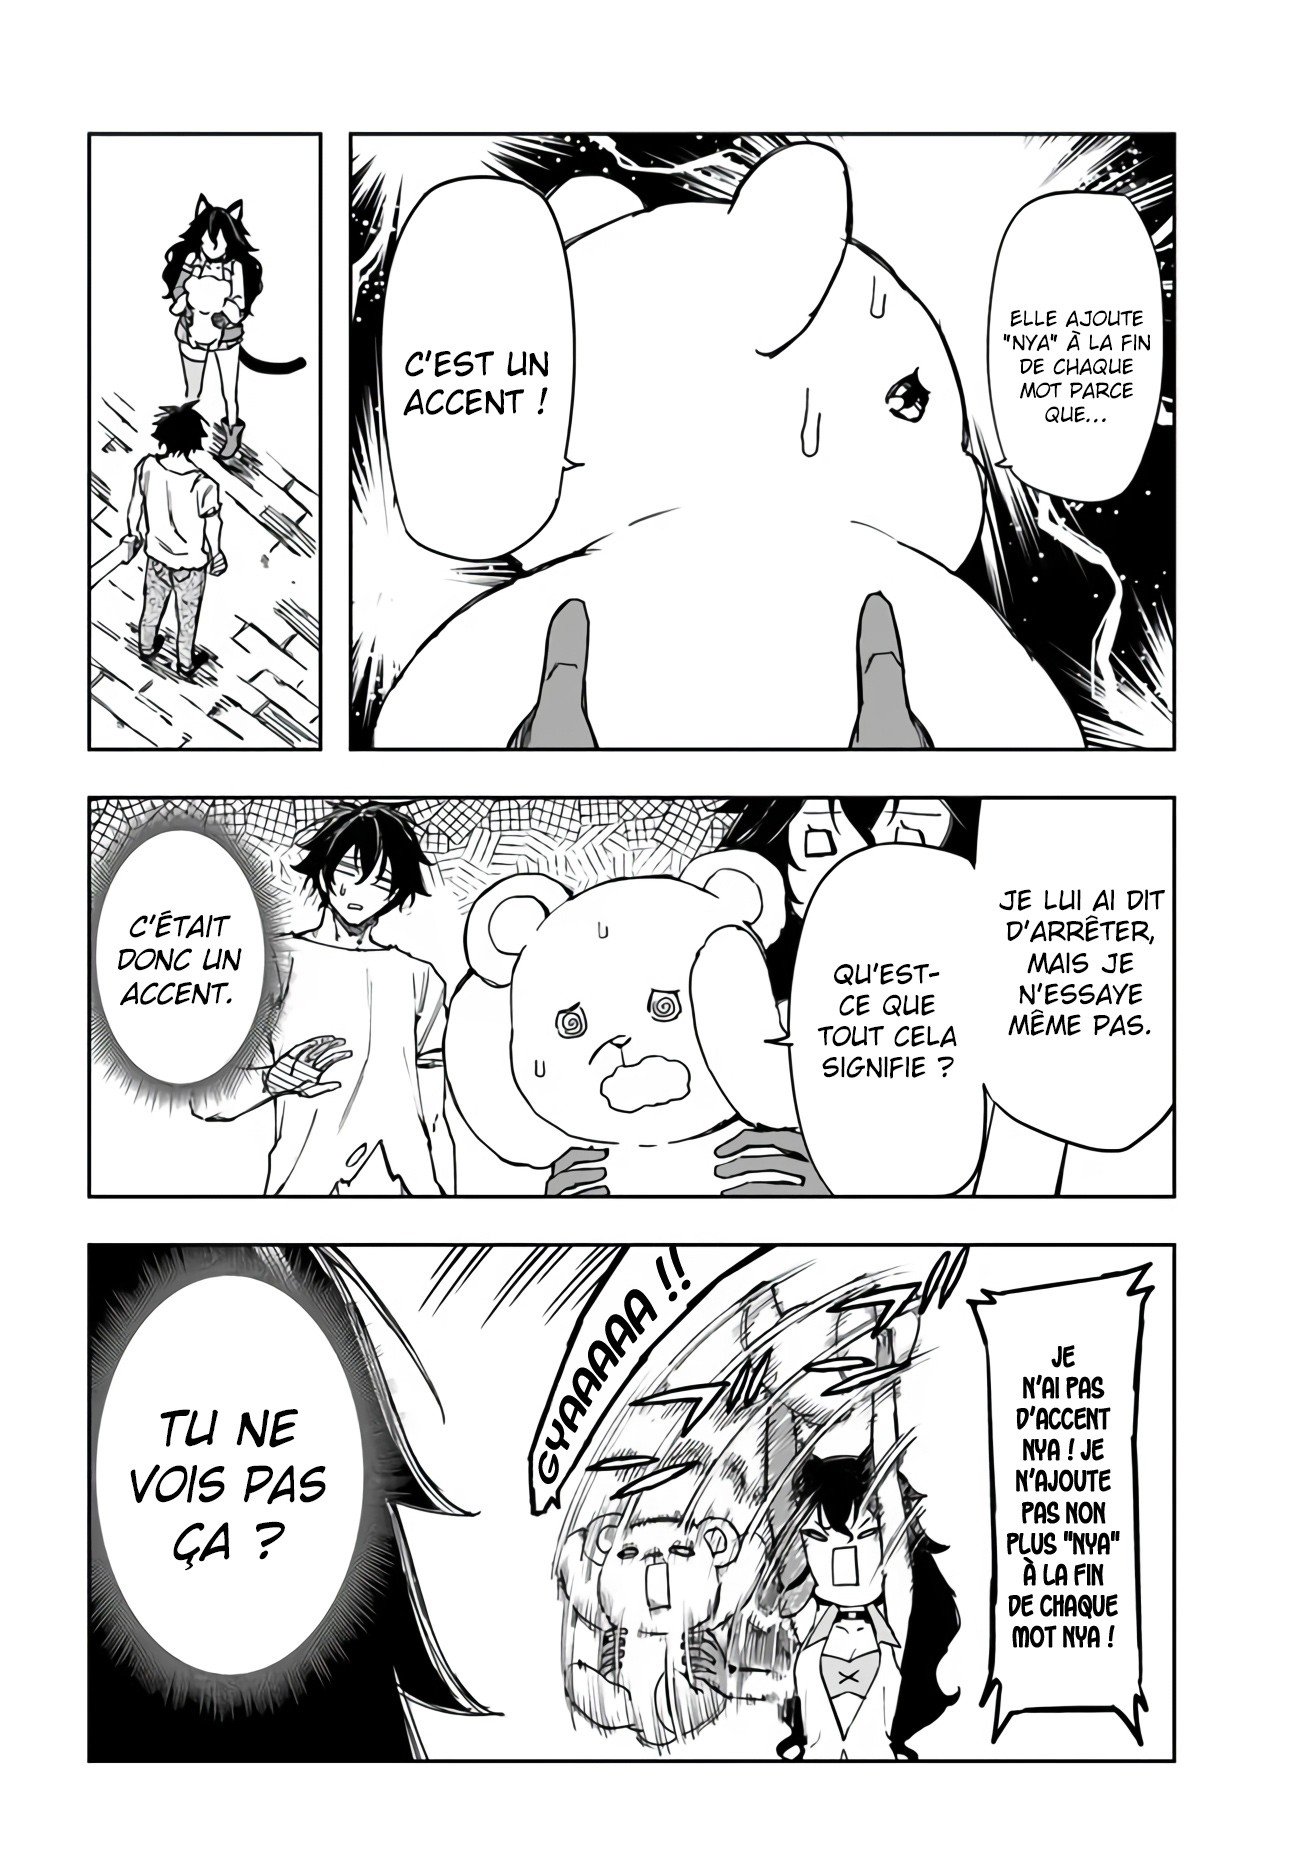 ELLE AJOUTE
"NYA" À LA FIN
DE CHAQUE
MOT PARCE
QUE...
C'EST UN
ACCENT !
JE LUI AI DIT
D'ARRÊTER,
MAIS JE
N'ESSAYE
MÊME PAS.
QU'EST-
CE QUE
TOUT CELA
SIGNIFIE ?
C'ÉTAIT
DONC UN
ACCENT.
JE
N'AI PAS
D'ACCENT
NYA ! JE
N'AJOUTE
PAS NON
PLUS "NYA"
À LA FIN
DE CHAQUE
MOT NYA !
GYAAAAA !!
TU NE
VOIS PAS
ÇA ?